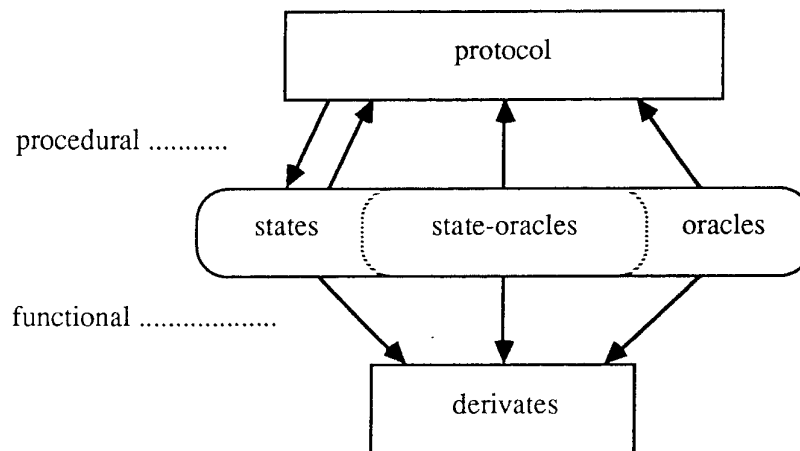 protocol
procedural ...........
states state-oracles oracles
functional ...................
derivates